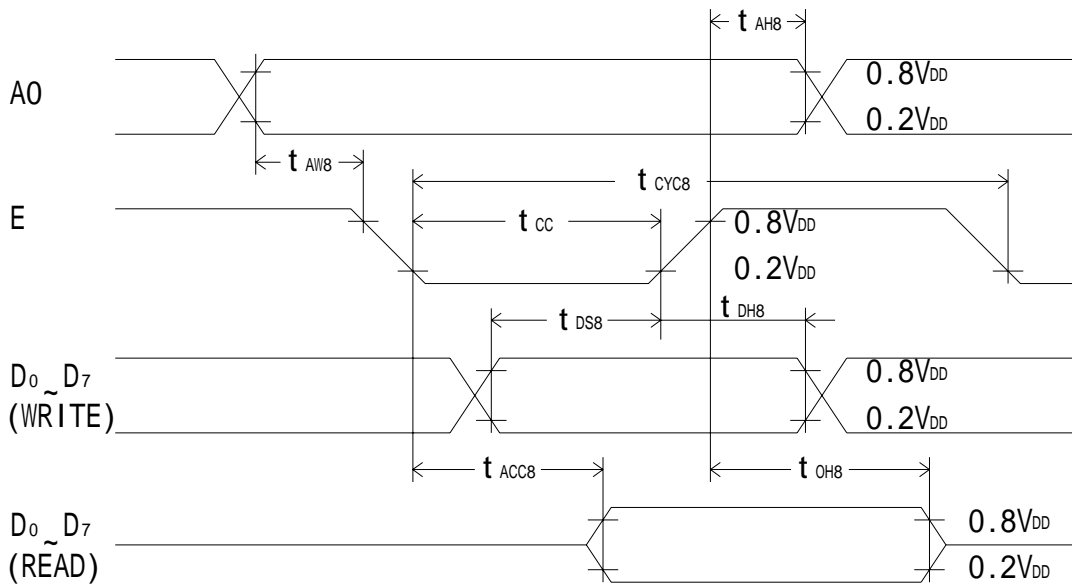 t AH8
A0
0.8VDD
0.2VDD
t AW8
t CYC8
E
t CC
0.8VDD
0.2VDD
t DS8
t DH8
D0 ~ D7
(WRITE)
0.8VDD
0.2VDD
t ACC8
t OH8
D0 ~ D7
(READ)
0.8VDD
0.2VDD